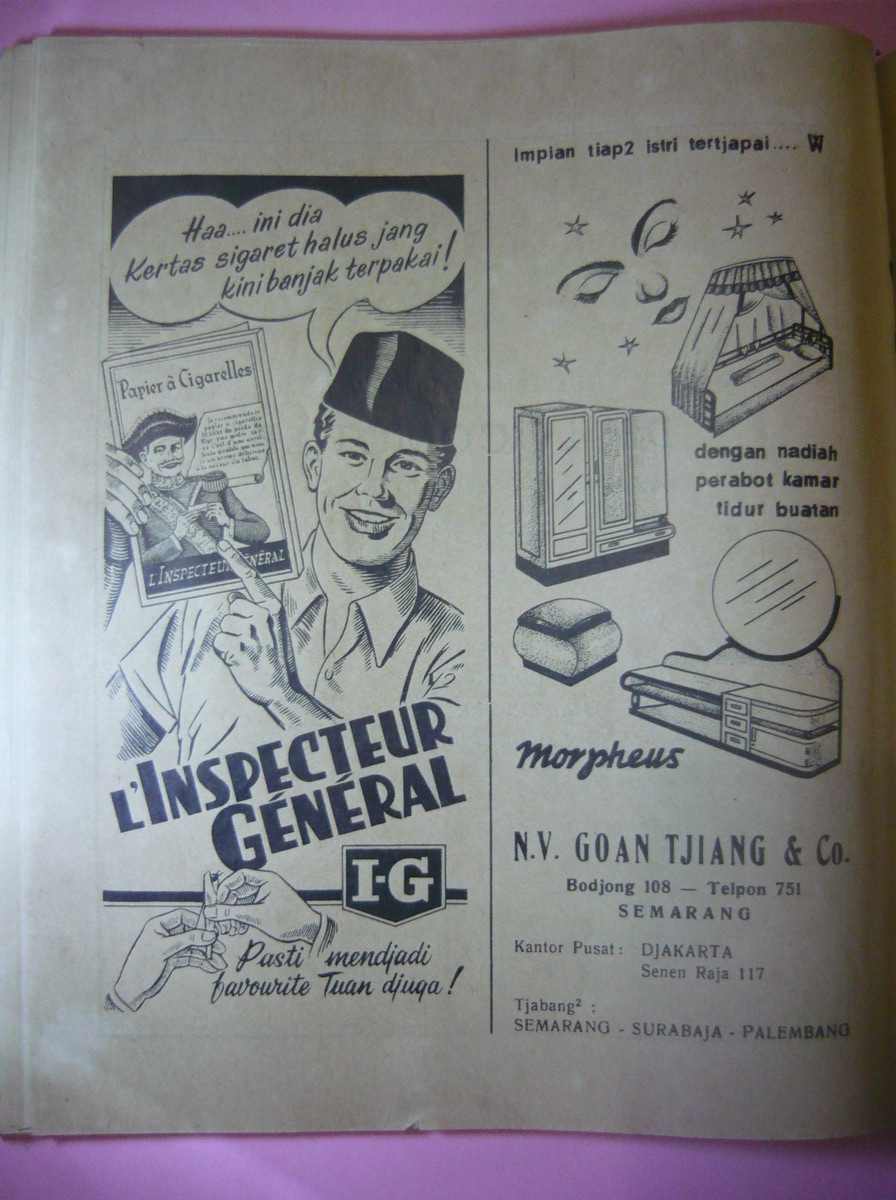 Haa.... ini dia
Kertas sigaret halus jang
kini banjak terpakai!
Papier à Cigarelles
L'INSPECTEUR GÉNÉRAL
L'INSPECTEUR
GÉNÉRAL
I-G
Pasti mendjadi
favourite Tuan djuga!
Impian tiap2 istri tertjapai.... W
dengan nadiah
perabot kamar
tidur buatan
Morpheus
N.V. GOAN TJIANG & Co.
Bodjong 108 — Telpon 751
SEMARANG
Kantor Pusat: DJAKARTA
Senen Raja 117
Tjabang² :
SEMARANG - SURABAJA - PALEMBANG